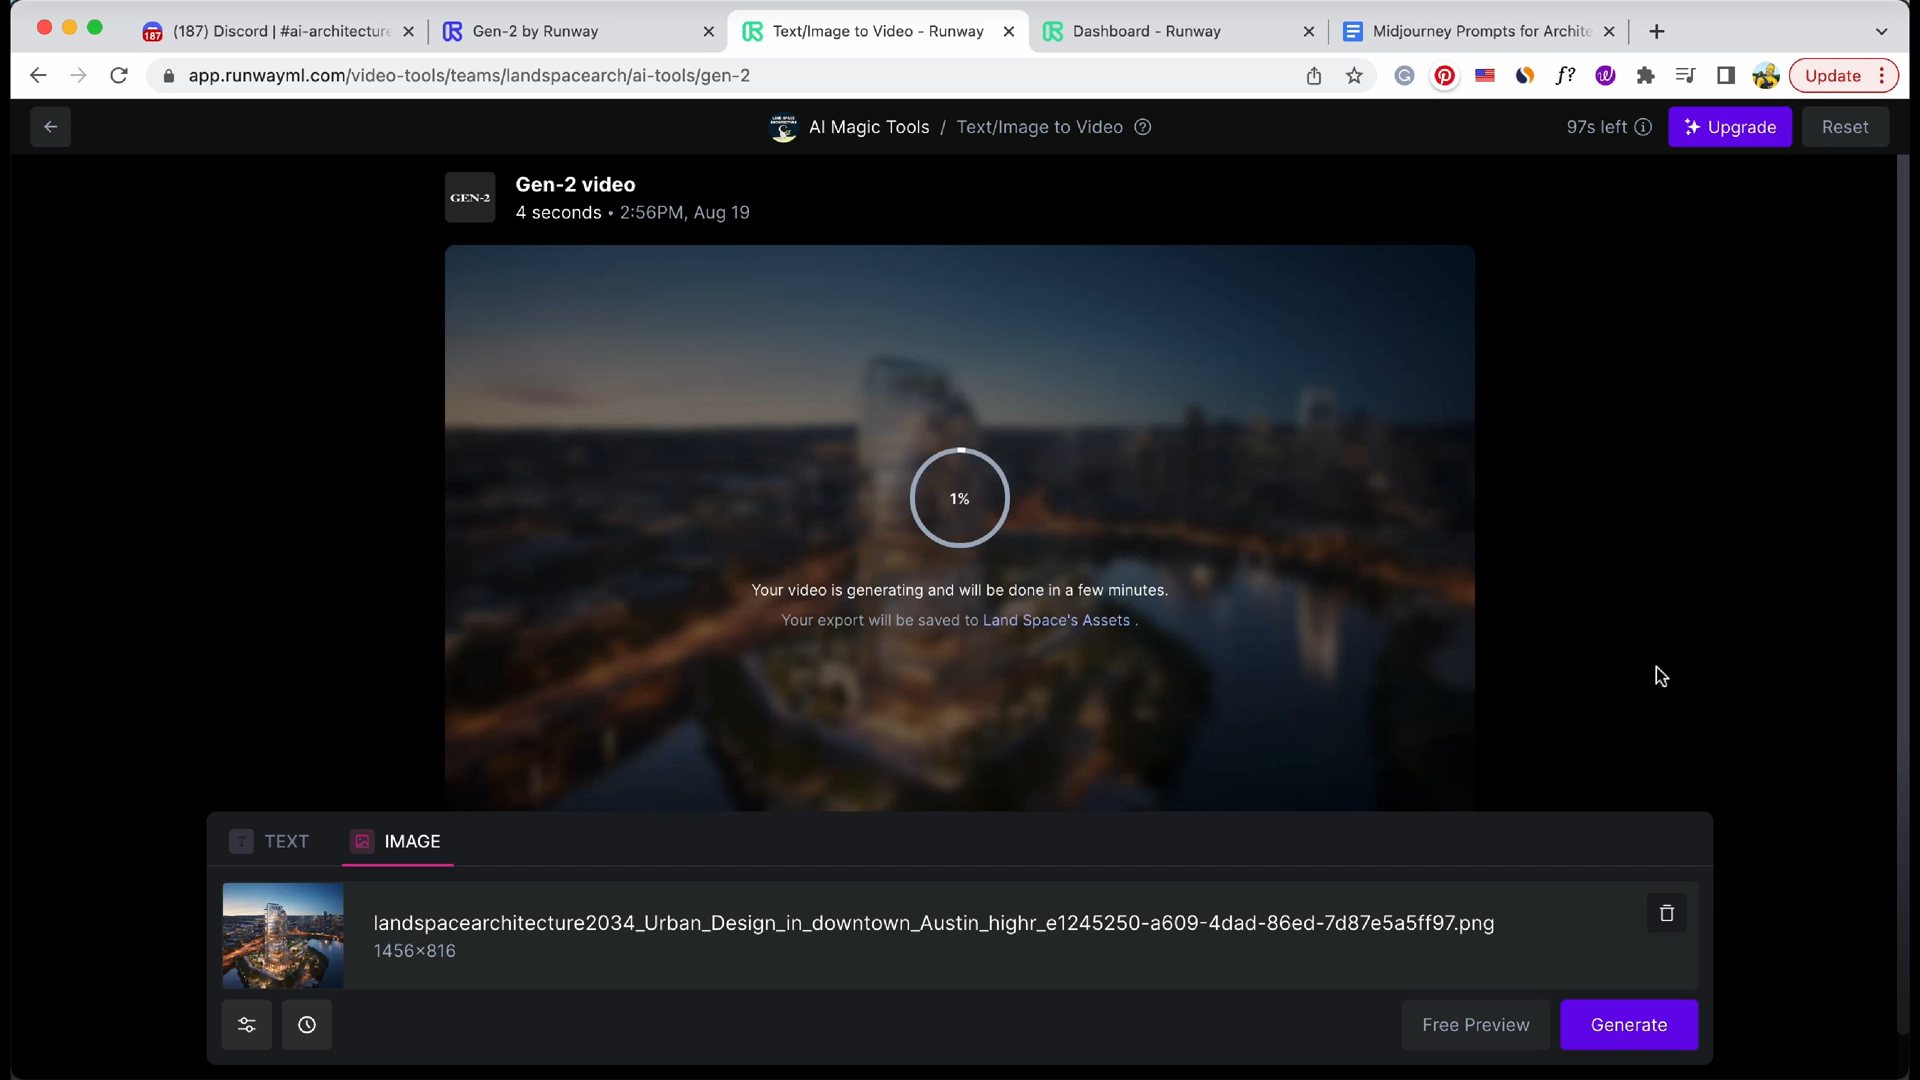 187
(187) Discord | #ai-architecture
Gen-2 by Runway
Text/Image to Video - Runway
Dashboard - Runway
Midjourney Prompts for Archite
app.runwayml.com/video-tools/teams/landspacearch/ai-tools/gen-2
f?
Update
AI Magic Tools / Text/Image to Video
97s left
Upgrade
Reset
GEN-2
Gen-2 video
4 seconds • 2:56PM, Aug 19
1%
Your video is generating and will be done in a few minutes.
Your export will be saved to Land Space's Assets .
T TEXT
IMAGE
landspacearchitecture2034_Urban_Design_in_downtown_Austin_highr_e1245250-a609-4dad-86ed-7d87e5a5ff97.png
1456×816
Free Preview
Generate